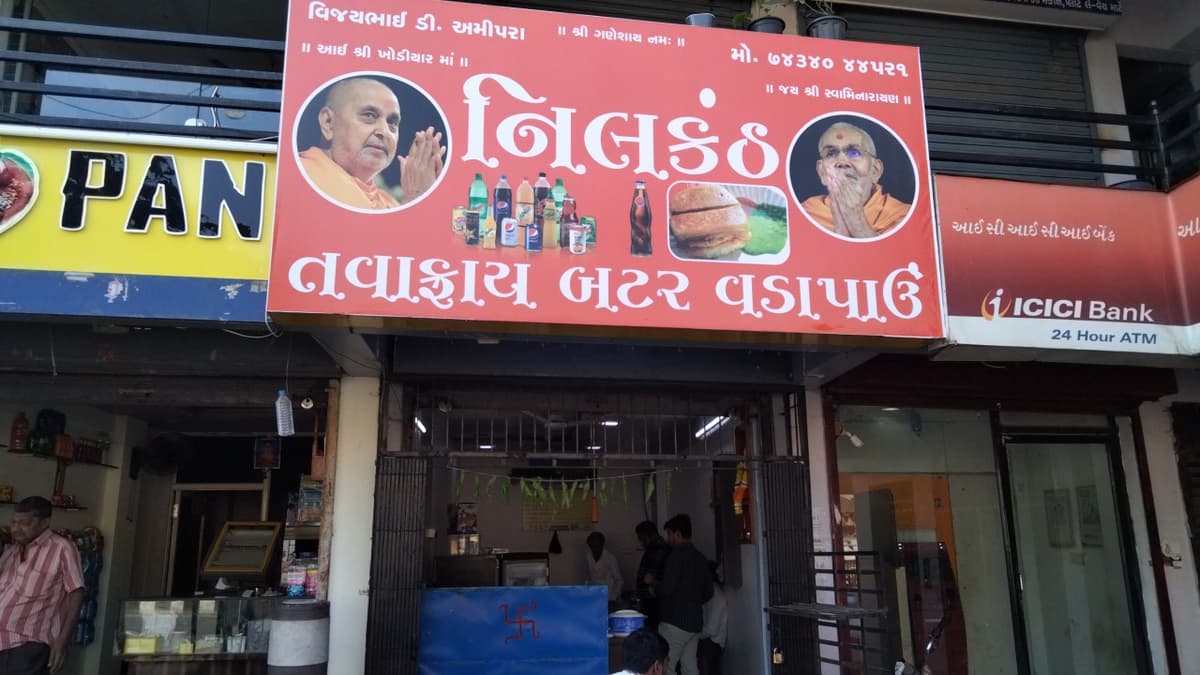 વિજયભાઈ ડી. અમીપરા
॥ શ્રી ગણેશાય નમઃ ॥
મો. ૭૪૩૪૦ ૪૪૫૨૧
॥ આઈ શ્રી ખોડીયાર માં ॥
॥ જય શ્રી સ્વામિનારાયણ ॥
નિલકંઠ
તવાફ્રાય બટર વડાપાઉં
PAN
આઈસીઆઈસીઆઈ બેંક
ICICI Bank
24 Hour ATM